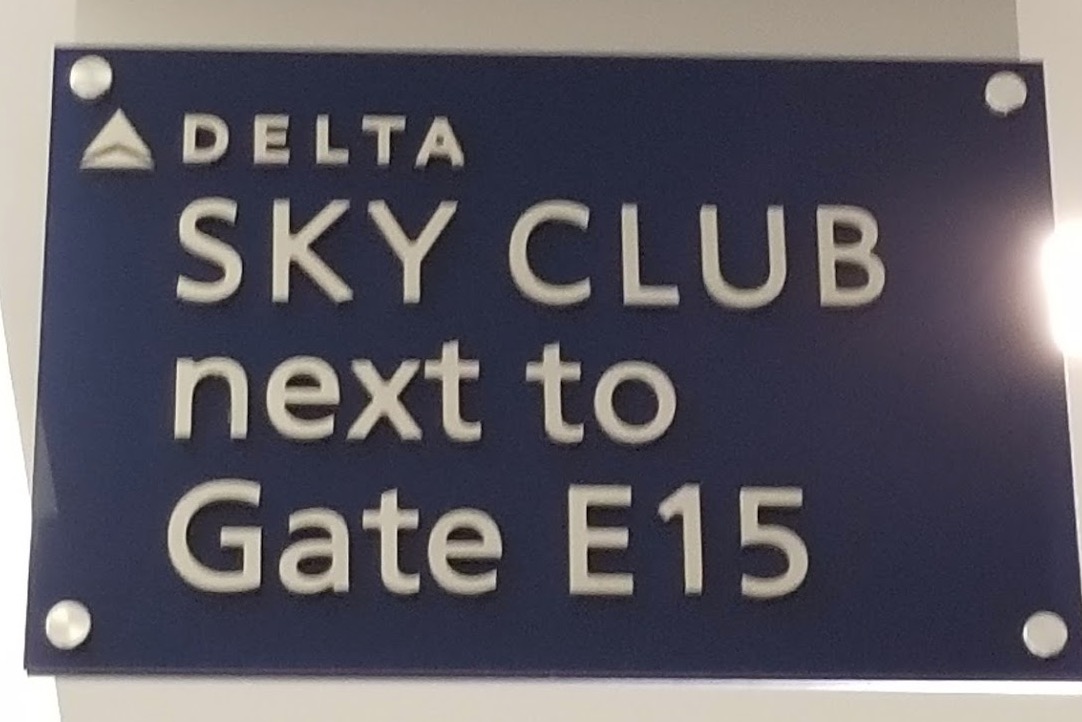 DELTA
SKY CLUB
next to
Gate E15